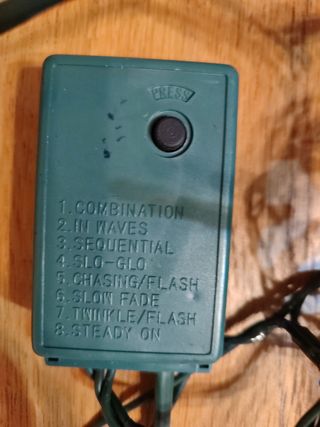 PRESS
1.COMBINATION
2.IN WAVES
3.SEQUENTIAL
4.SLO-GLO
5.CHASING/FLASH
6.SLOW FADE
7.TWINKLE/FLASH
8.STEADY ON